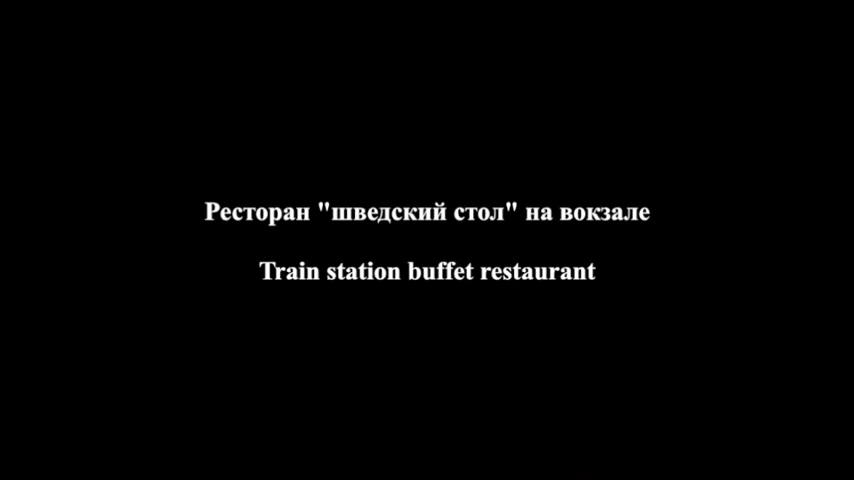 Ресторан "шведский стол" на вокзале
Train station buffet restaurant